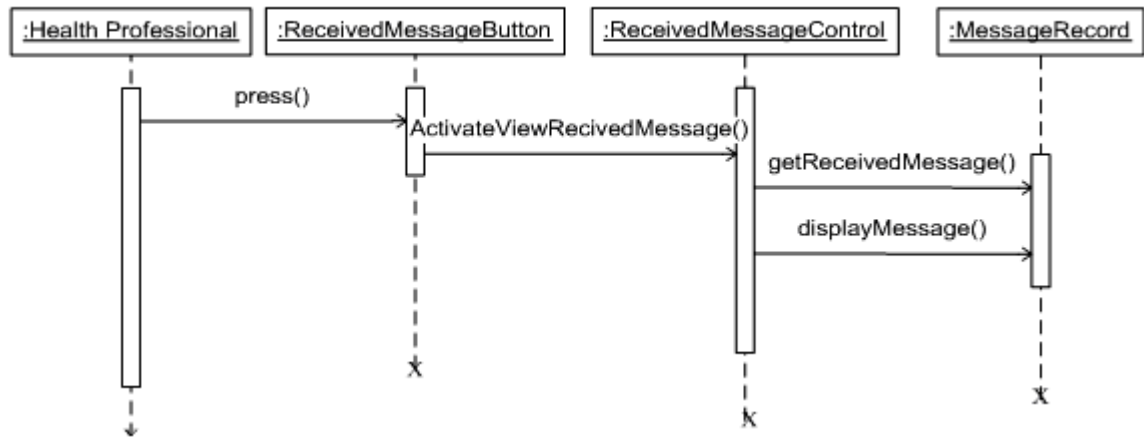 :Health Professional
:ReceivedMessageButton
:ReceivedMessageControl
:MessageRecord
press()
ActivateViewRecivedMessage()
getReceivedMessage()
displayMessage()
X
X
X